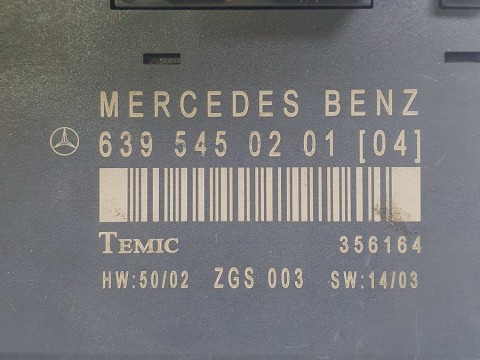 MERCEDES BENZ
639 545 02 01 [04]
TEMIC 356164
HW:50/02 ZGS 003 SW:14/03